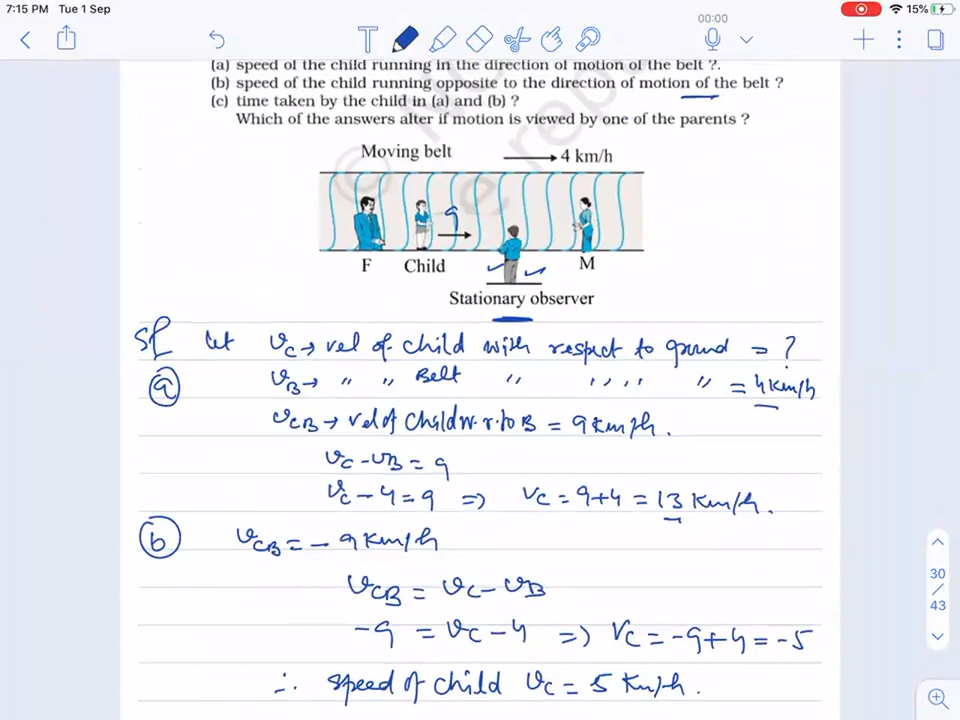 7:15 PM Tue 1 Sep
00:00
15%
(a) speed of the child running in the direction of motion of the belt ?.
(b) speed of the child running opposite to the direction of motion of the belt ?
(c) time taken by the child in (a) and (b) ?
Which of the answers alter if motion is viewed by one of the parents ?
Moving belt 4 km/h
9
F Child M
Stationary observer
Sol Let vC → vel of child with respect to ground = ?
(a) vB → " " Belt " " " " = 4 km/h
vCB → vel of Child w.r.to B = 9 km/h.
vC - vB = 9
vC - 4 = 9 => vC = 9+4 = 13 Km/h.
(b) vCB = - 9 km/h
vCB = vC - vB
-9 = vC - 4 => vC = -9+4 = -5
∴ speed of child vC = 5 Km/h.
30
/
43